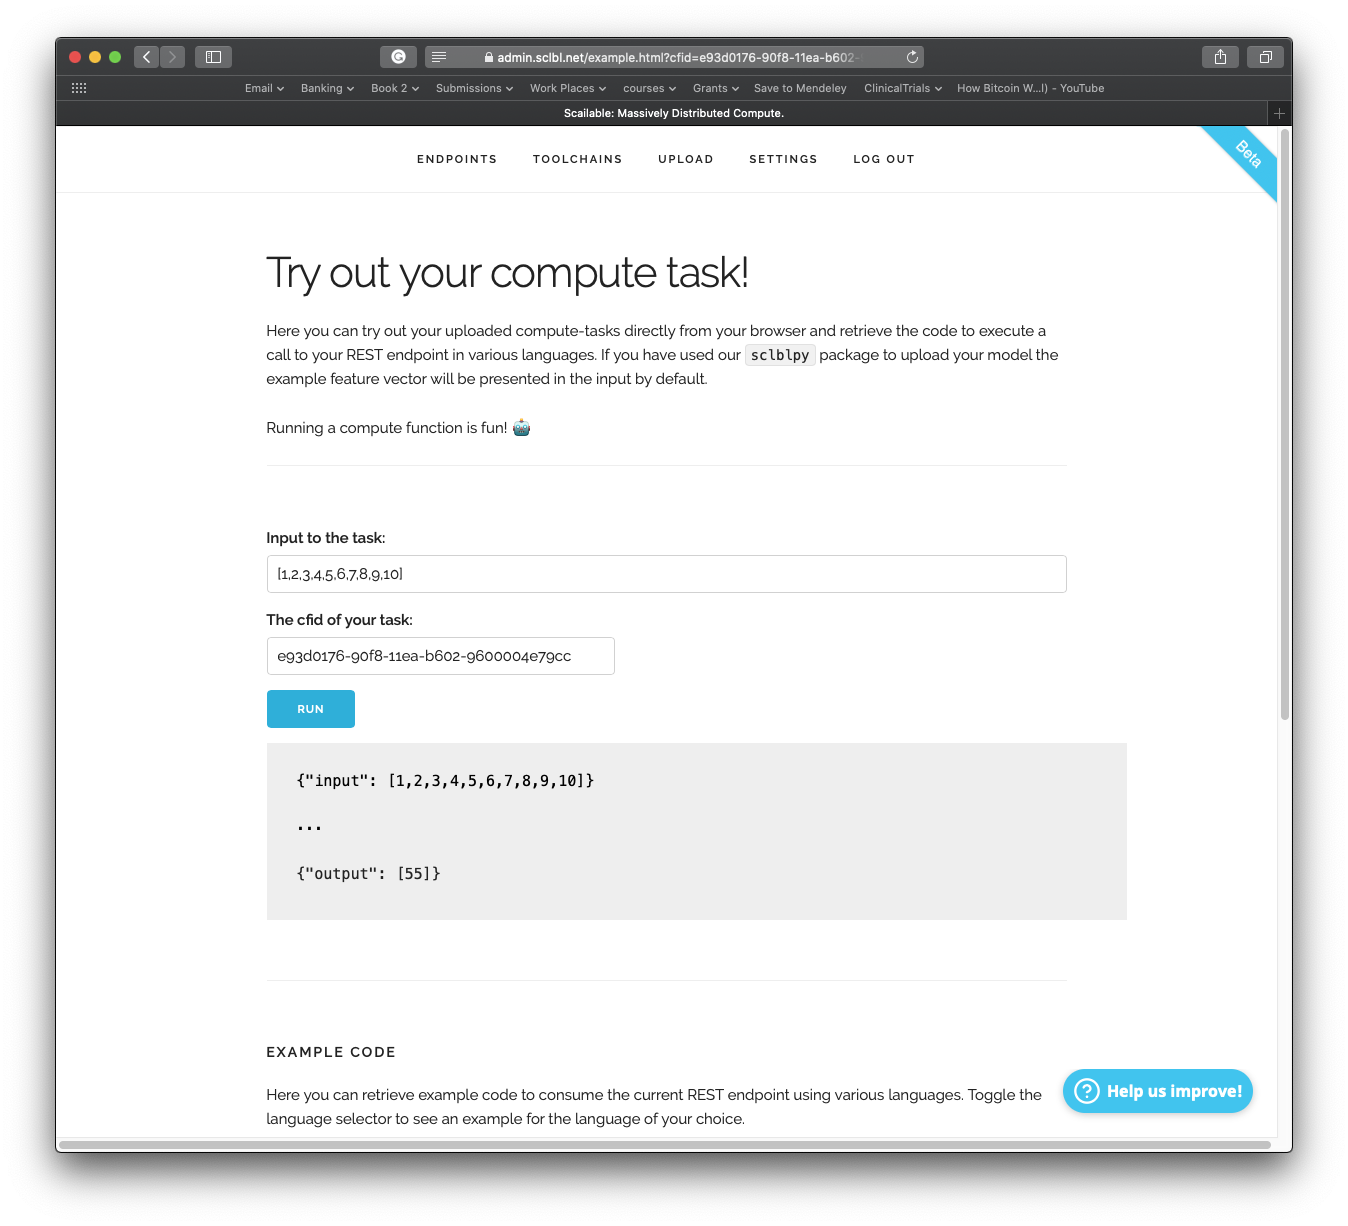 admin.sclbl.net/example.html?cfid=e93d0176-90f8-11ea-b602-
Email Banking Book 2 Submissions Work Places courses Grants Save to Mendeley ClinicalTrials How Bitcoin W...l) - YouTube
Scailable: Massively Distributed Compute.
ENDPOINTS TOOLCHAINS UPLOAD SETTINGS LOG OUT
Beta
Try out your compute task!
Here you can try out your uploaded compute-tasks directly from your browser and retrieve the code to execute a
call to your REST endpoint in various languages. If you have used our sclblpy package to upload your model the
example feature vector will be presented in the input by default.
Running a compute function is fun! 🤖
Input to the task:
[1,2,3,4,5,6,7,8,9,10]
The cfid of your task:
e93d0176-90f8-11ea-b602-9600004e79cc
RUN
{"input": [1,2,3,4,5,6,7,8,9,10]}
...
{"output": [55]}
EXAMPLE CODE
Here you can retrieve example code to consume the current REST endpoint using various languages. Toggle the
language selector to see an example for the language of your choice.
Help us improve!